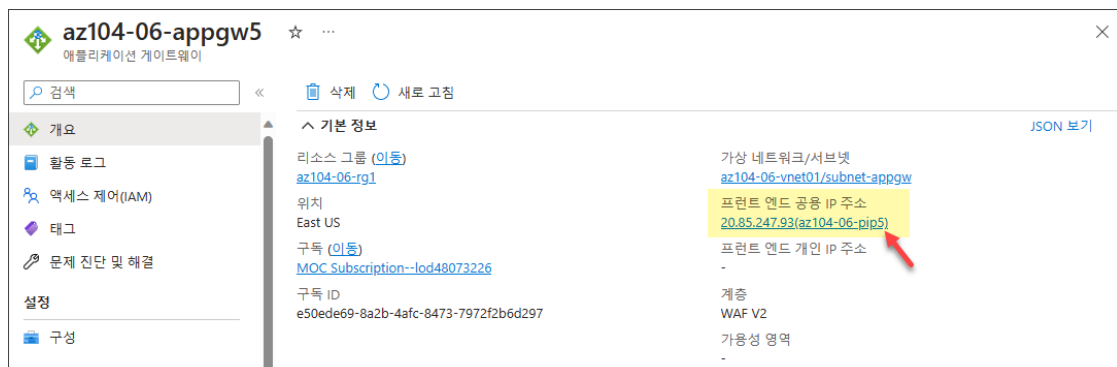 az104-06-appgw5
애플리케이션 게이트웨이
검색
개요
활동 로그
액세스 제어(IAM)
태그
문제 진단 및 해결
설정
구성
삭제 새로 고침
기본 정보
JSON 보기
리소스 그룹 (이동)
az104-06-rg1
위치
East US
구독 (이동)
MOC Subscription--lod48073226
구독 ID
e50ede69-8a2b-4afc-8473-7972f2b6d297
가상 네트워크/서브넷
az104-06-vnet01/subnet-appgw
프런트 엔드 공용 IP 주소
20.85.247.93(az104-06-pip5)
프런트 엔드 개인 IP 주소
-
계층
WAF V2
가용성 영역
-